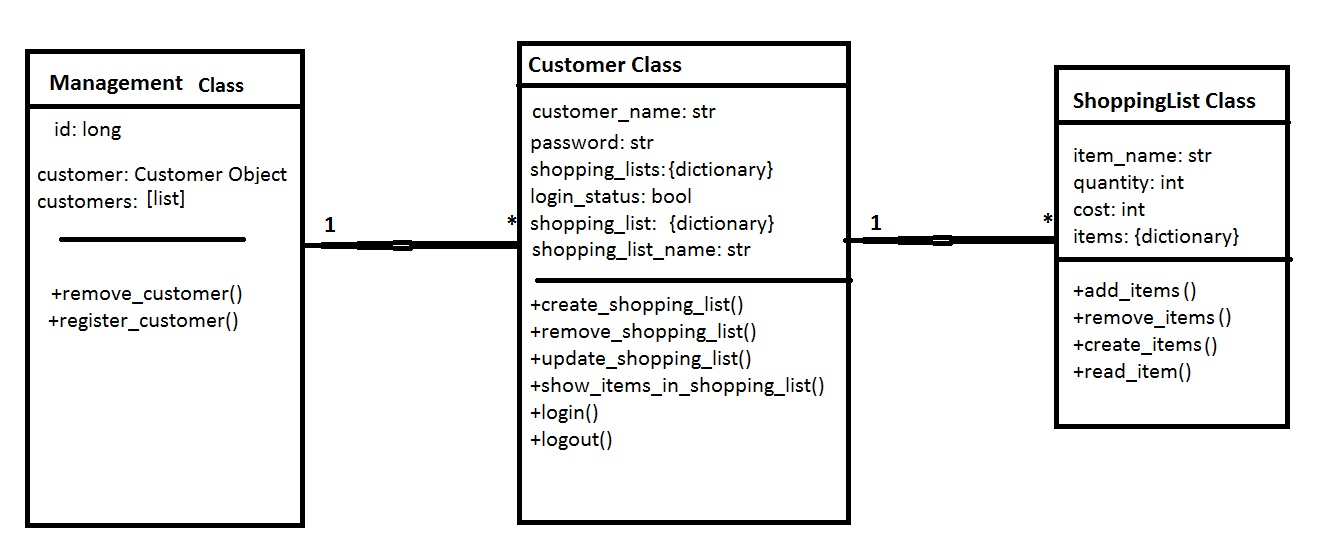 Management Class
id: long
customer: Customer Object
customers: [list]
+remove_customer()
+register_customer()
1
*
Customer Class
customer_name: str
password: str
shopping_lists:{dictionary}
login_status: bool
shopping_list: {dictionary}
shopping_list_name: str
+create_shopping_list()
+remove_shopping_list()
+update_shopping_list()
+show_items_in_shopping_list()
+login()
+logout()
1
*
ShoppingList Class
item_name: str
quantity: int
cost: int
items: {dictionary}
+add_items()
+remove_items()
+create_items()
+read_item()